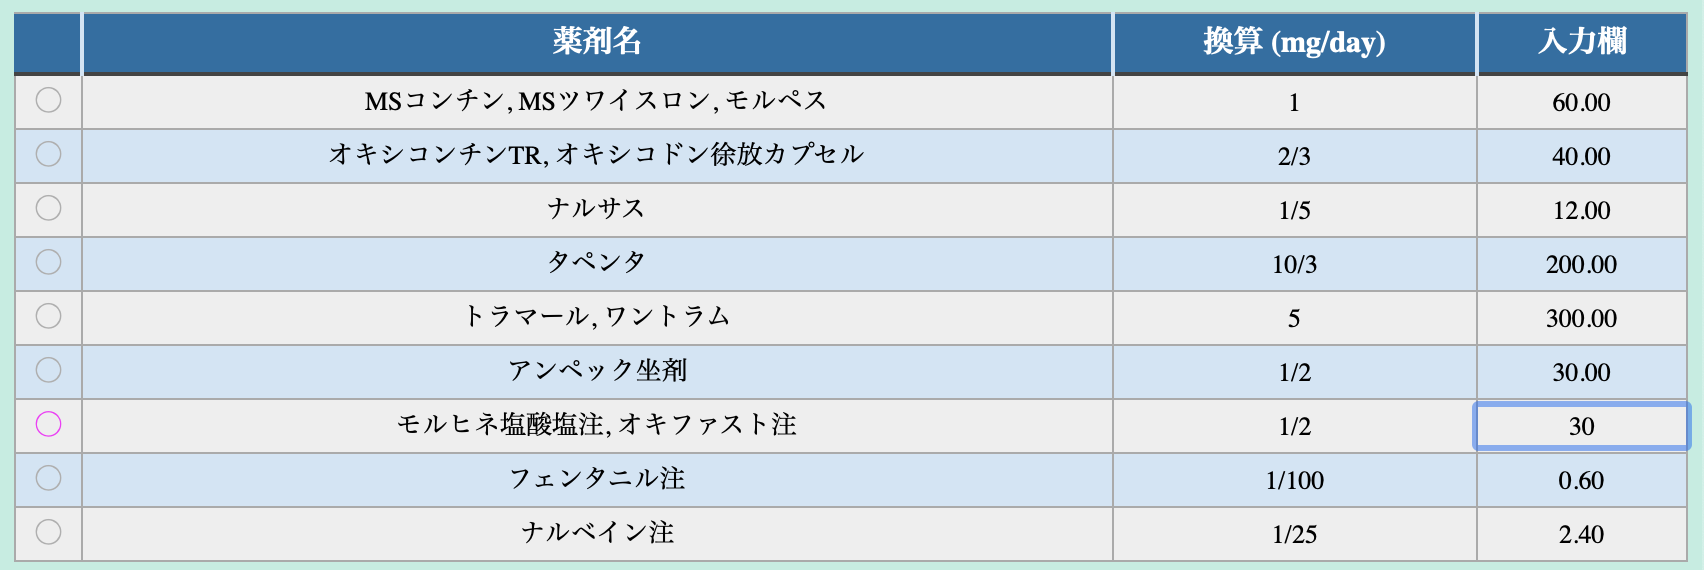 薬剤名 換算 (mg/day) 入力欄
MSコンチン, MSツワイスロン, モルペス 1 60.00
オキシコンチンTR, オキシコドン徐放カプセル 2/3 40.00
ナルサス 1/5 12.00
タペンタ 10/3 200.00
トラマール, ワントラム 5 300.00
アンペック坐剤 1/2 30.00
モルヒネ塩酸塩注, オキファスト注 1/2 30
フェンタニル注 1/100 0.60
ナルベイン注 1/25 2.40